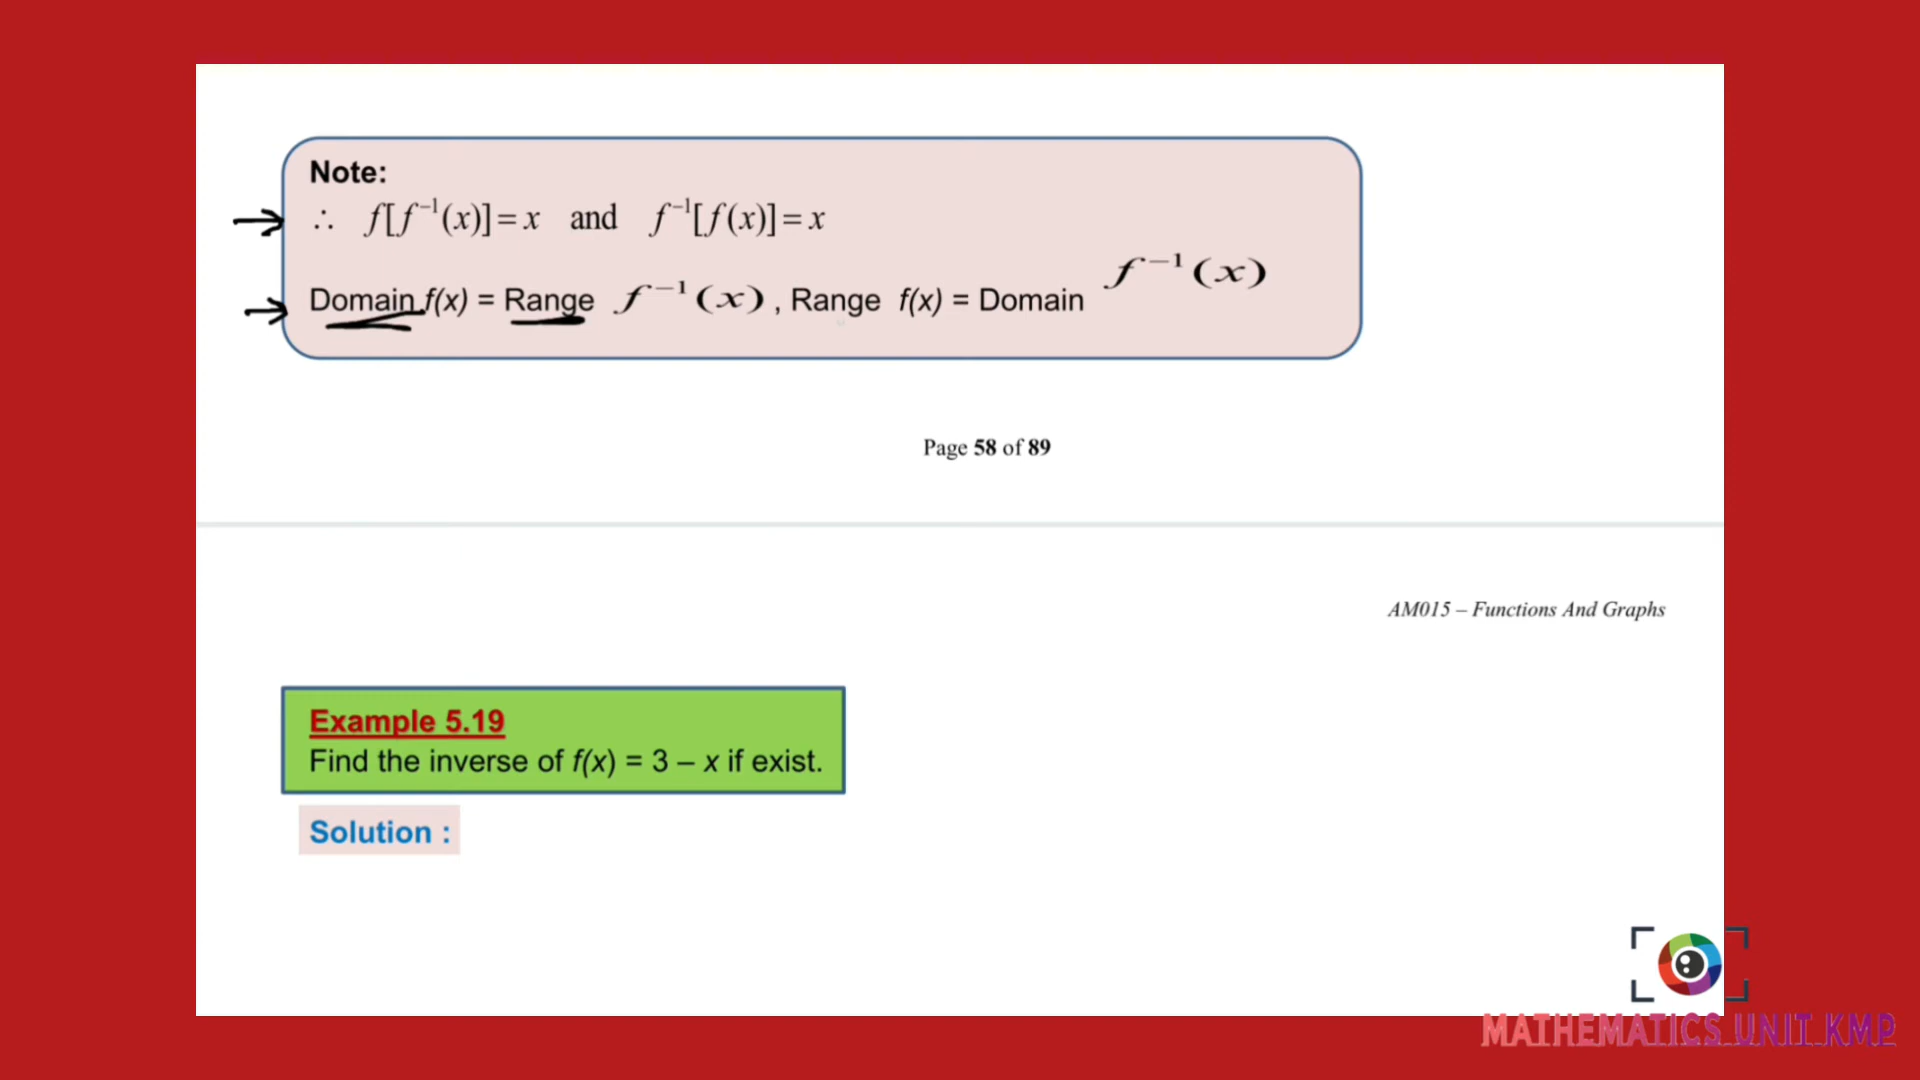 Note:
∴ f[f⁻¹(x)] = x and f⁻¹[f(x)] = x
Domain f(x) = Range f⁻¹(x) , Range f(x) = Domain f⁻¹(x)
Page 58 of 89
AM015 – Functions And Graphs
Example 5.19
Find the inverse of f(x) = 3 – x if exist.
Solution :
MATHEMATICS.UNIT.KMP